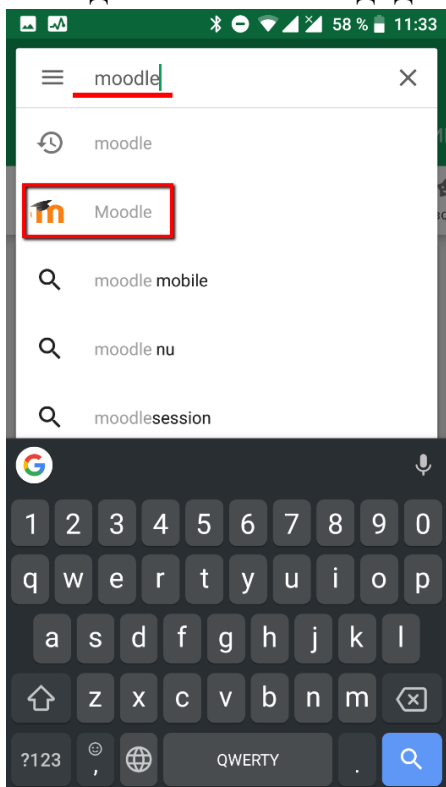 58 % 11:33
moodle
moodle
Moodle
moodle mobile
moodle nu
moodlesession
1 2 3 4 5 6 7 8 9 0
q w e r t y u i o p
a s d f g h j k l
z x c v b n m
?123 , QWERTY .